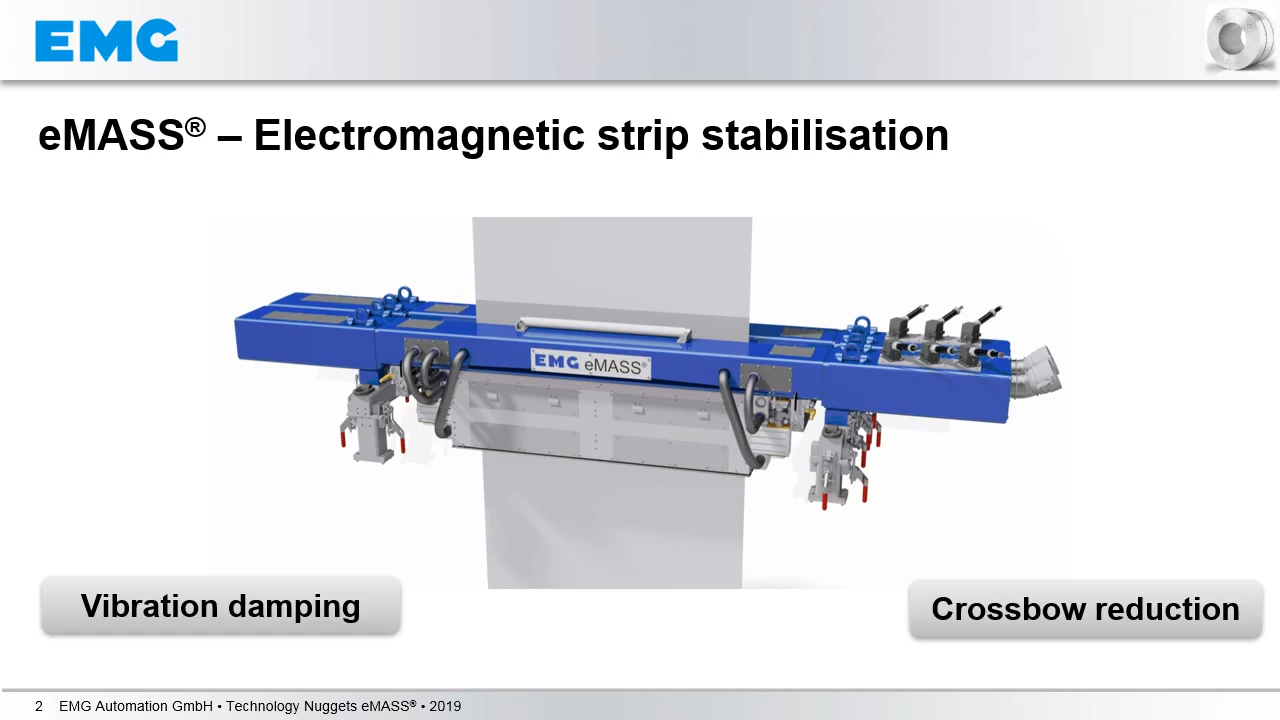 EMG
eMASS® – Electromagnetic strip stabilisation
EMG eMASS®
Vibration damping
Crossbow reduction
2 EMG Automation GmbH • Technology Nuggets eMASS® • 2019